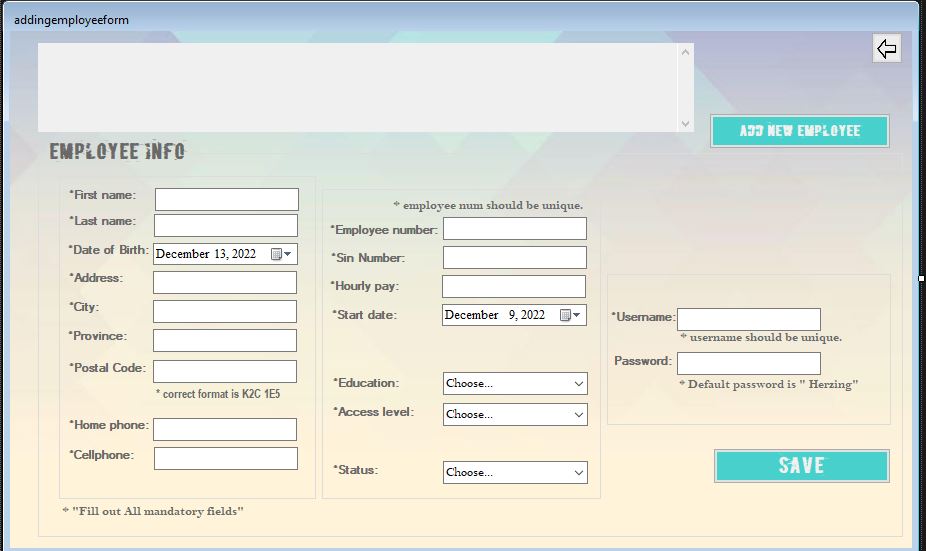 addingemployeeform
ADD NEW EMPLOYEE
EMPLOYEE INFO
*First name:
*Last name:
*Date of Birth: December 13, 2022
*Address:
*City:
*Province:
*Postal Code:
* correct format is K2C 1E5
*Home phone:
*Cellphone:
* employee num should be unique.
*Employee number:
*Sin Number:
*Hourly pay:
*Start date: December 9, 2022
*Education: Choose...
*Access level: Choose...
*Status: Choose...
*Username:
* username should be unique.
Password:
* Default password is " Herzing"
SAVE
* "Fill out All mandatory fields"